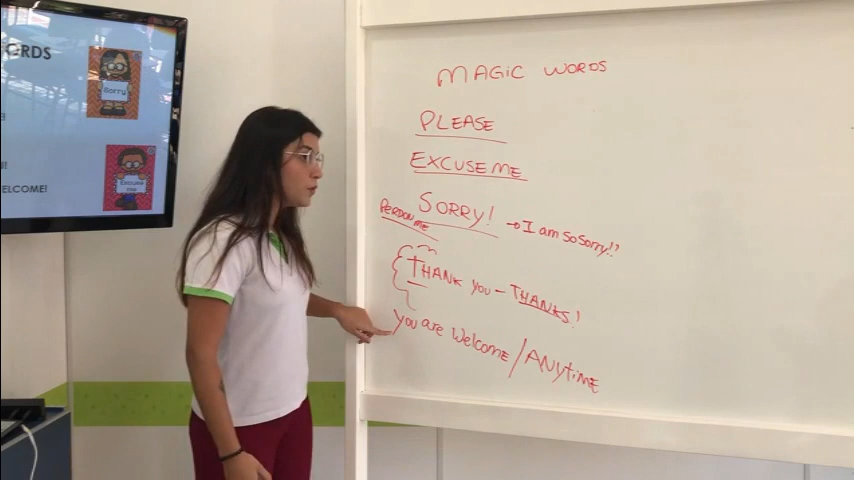 Sorry
Excuse me
ELCOME!
MAGIC WORDS
PLEASE
EXCUSE ME
SORRY! → I am so sorry!!
PERDON ME
THANK you - THANKS!
you are Welcome / ANytime